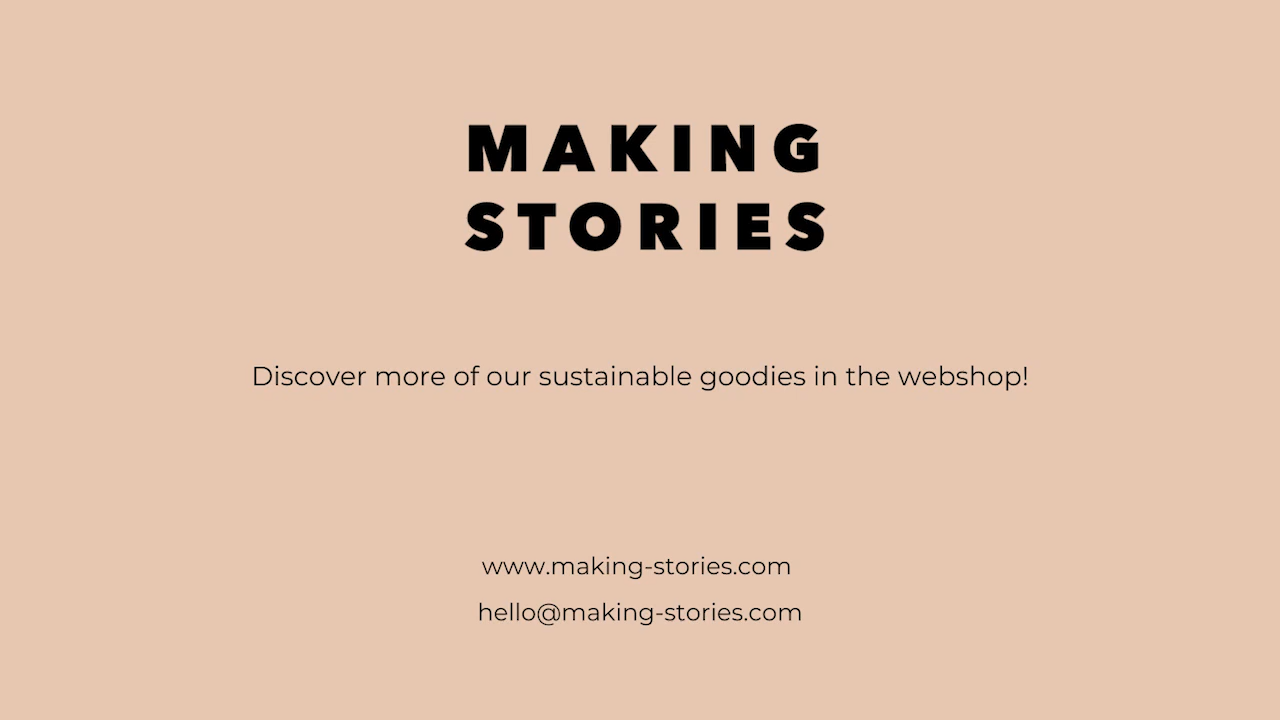 MAKING
STORIES
Discover more of our sustainable goodies in the webshop!
www.making-stories.com
hello@making-stories.com